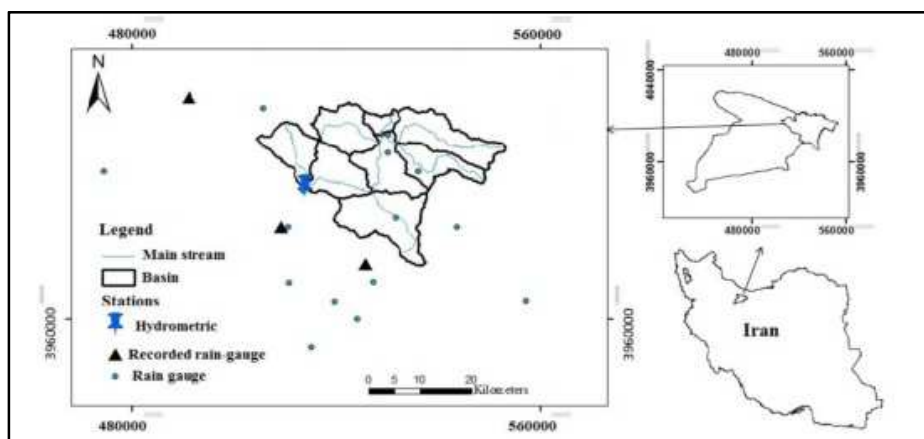 480000 560000
N
Legend
Main stream
Basin
Stations
Hydrometric
Recorded rain-gauge
Rain gauge
0 5 10 20
Kilometers
3960000
3960000
480000 560000
480000 560000
4040000
3960000
3960000
480000 560000
Iran